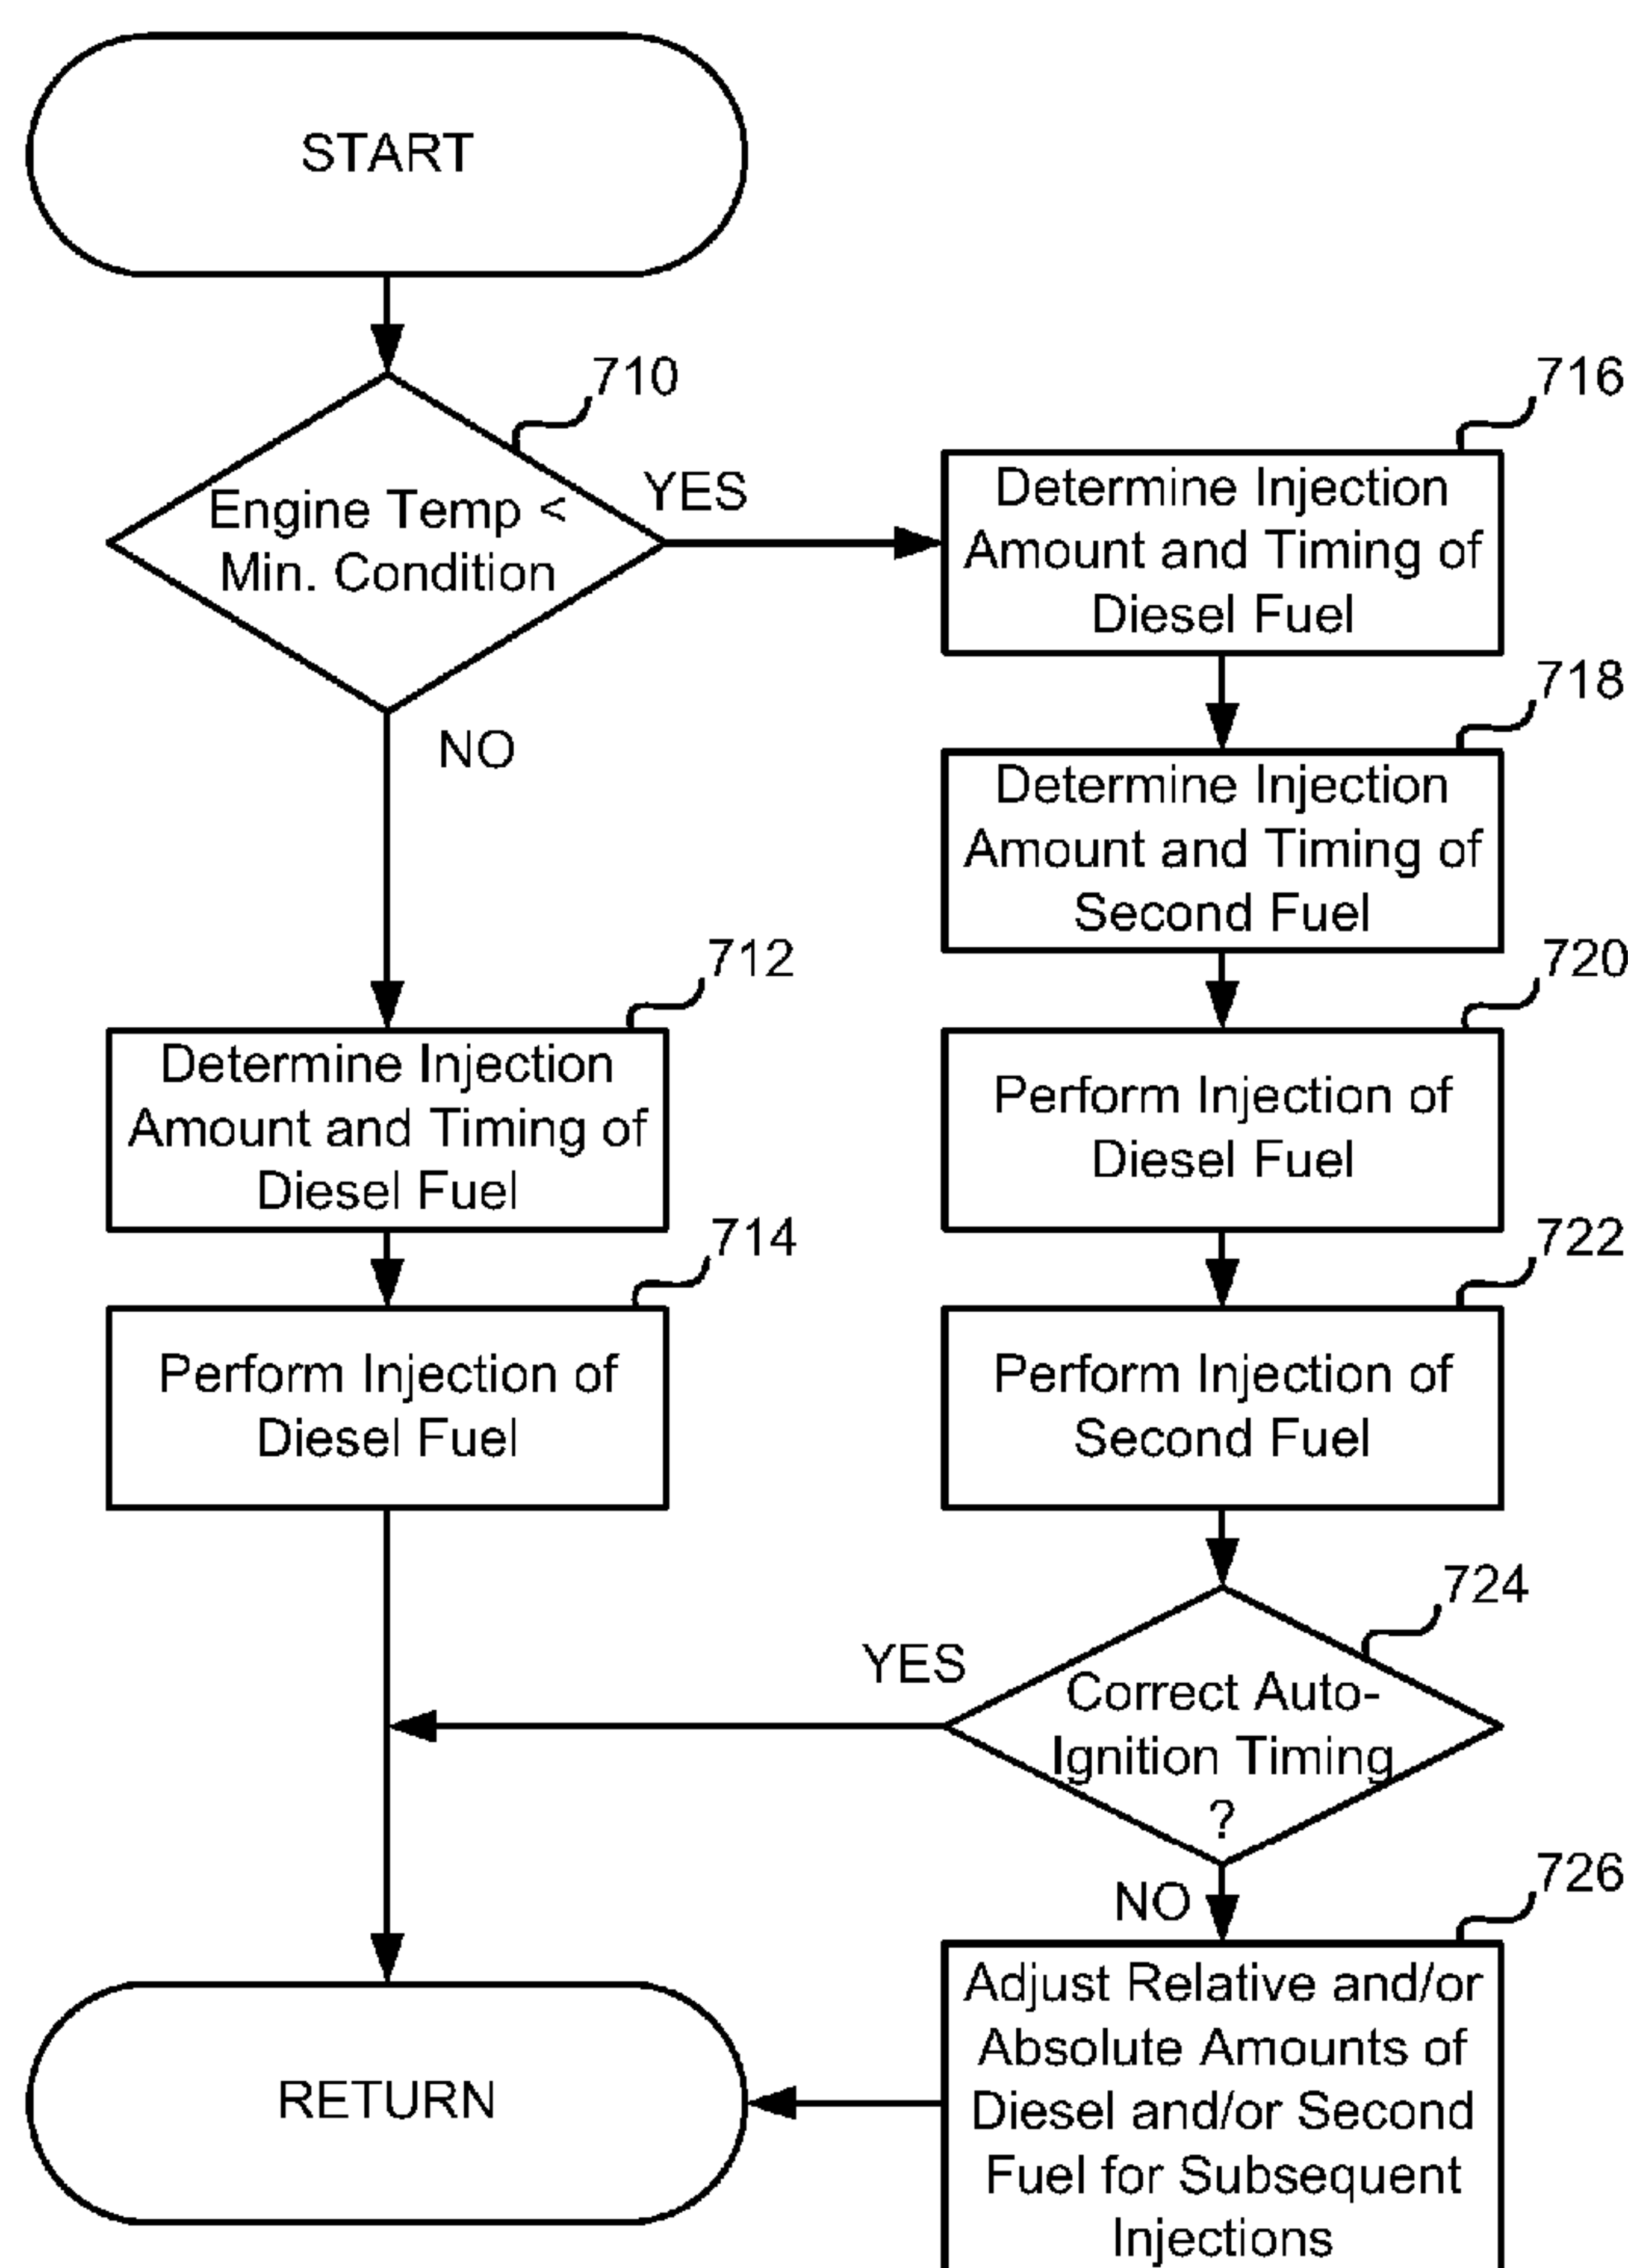 START
710
Engine Temp <
Min. Condition
YES
NO
716
Determine Injection
Amount and Timing of
Diesel Fuel
718
Determine Injection
Amount and Timing of
Second Fuel
712
Determine Injection
Amount and Timing of
Diesel Fuel
720
Perform Injection of
Diesel Fuel
714
Perform Injection of
Diesel Fuel
722
Perform Injection of
Second Fuel
724
YES
Correct Auto-
Ignition Timing
?
NO
726
Adjust Relative and/or
Absolute Amounts of
Diesel and/or Second
Fuel for Subsequent
Injections
RETURN